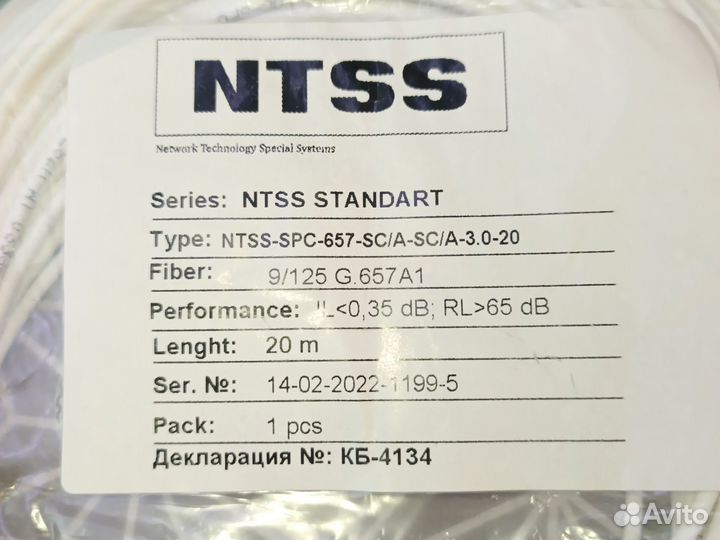 NTSS
Network Technology Special Systems
Series: NTSS STANDART
Type: NTSS-SPC-657-SC/A-SC/A-3.0-20
Fiber: 9/125 G.657A1
Performance: IL<0,35 dB; RL>65 dB
Lenght: 20 m
Ser. №: 14-02-2022-1199-5
Pack: 1 pcs
Декларация №: КБ-4134
Avito